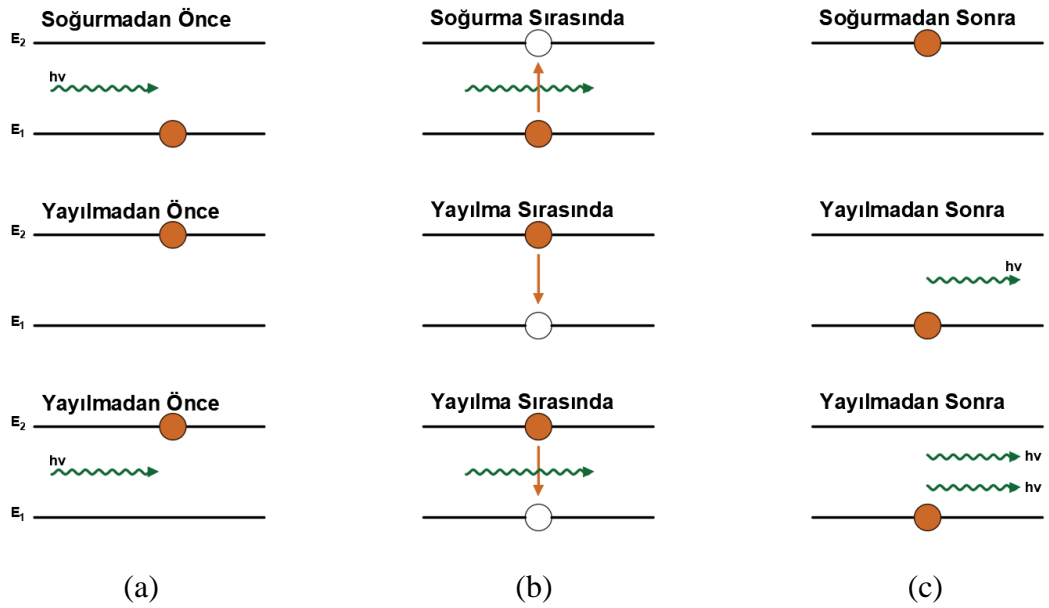 Soğurmadan Önce
Soğurma Sırasında
Soğurmadan Sonra
E2
hv
E1
Yayılmadan Önce
Yayılma Sırasında
Yayılmadan Sonra
E2
hv
E1
Yayılmadan Önce
Yayılma Sırasında
Yayılmadan Sonra
E2
hv
hv
hv
E1
(a)
(b)
(c)